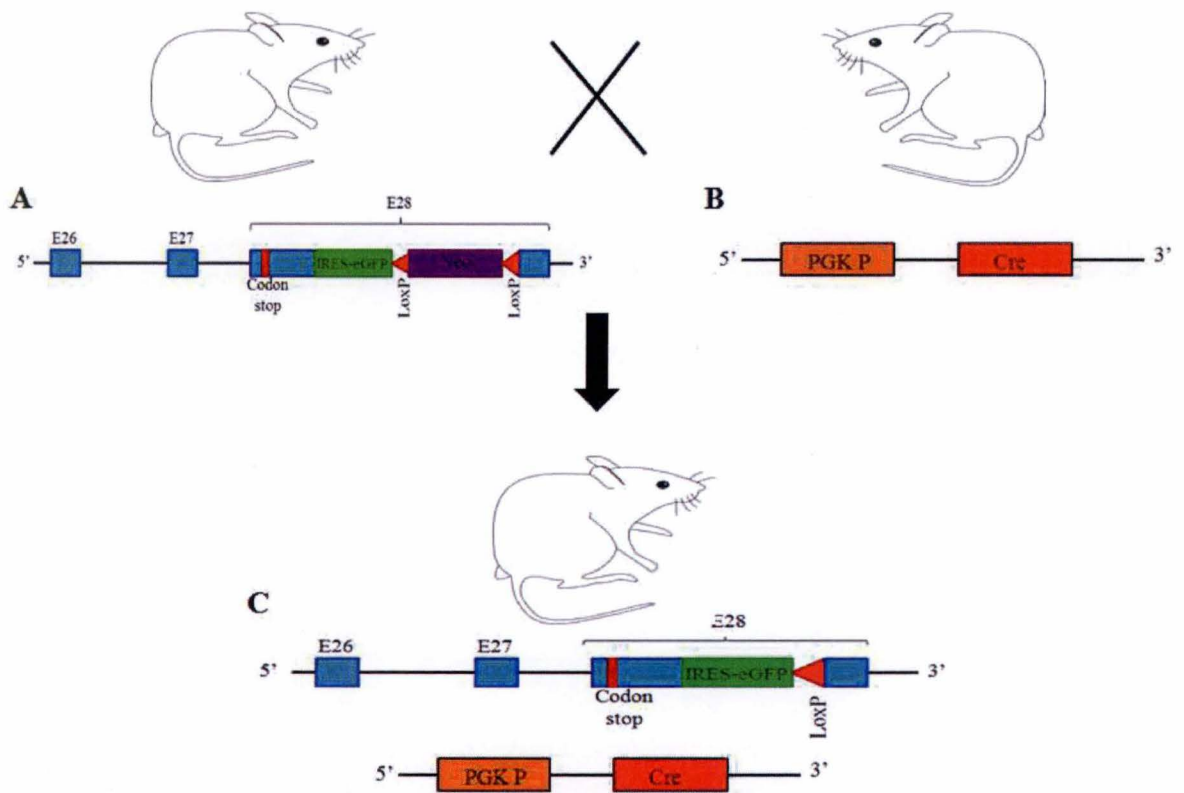 A
E28
E26
E27
5'
IRES-eGFP
3'
Codon
stop
LoxP
LoxP
B
5'
PGK P
Cre
3'
C
E28
E26
E27
5'
IRES-eGFP
3'
Codon
stop
LoxP
5'
PGK P
Cre
3'